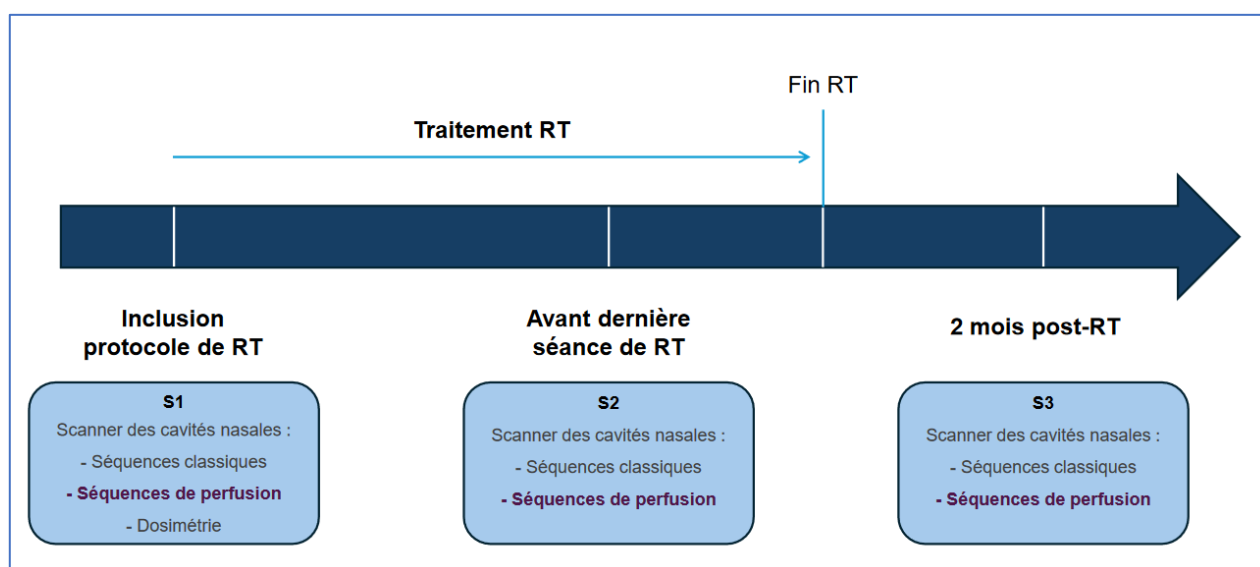 Fin RT
Traitement RT
Inclusion
protocole de RT
Avant dernière
séance de RT
2 mois post-RT
S1
Scanner des cavités nasales :
- Séquences classiques
- Séquences de perfusion
- Dosimétrie
S2
Scanner des cavités nasales :
- Séquences classiques
- Séquences de perfusion
S3
Scanner des cavités nasales :
- Séquences classiques
- Séquences de perfusion